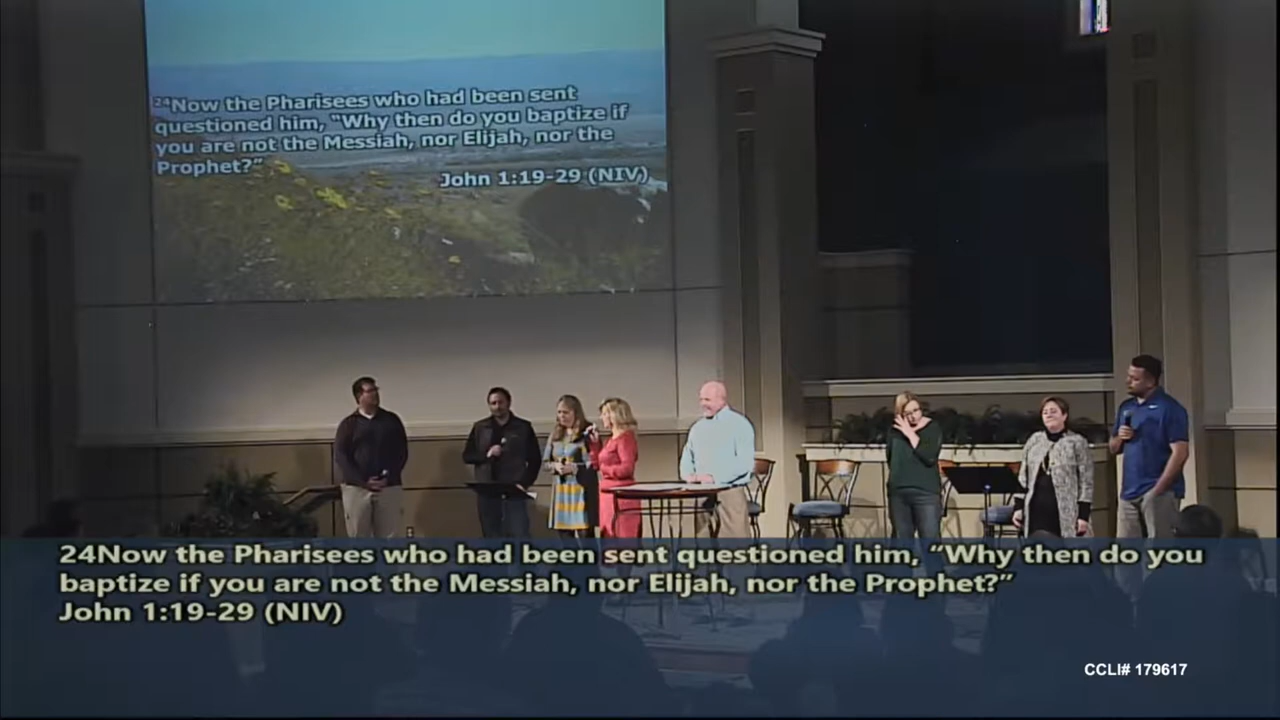 ²⁴Now the Pharisees who had been sent
questioned him, “Why then do you baptize if
you are not the Messiah, nor Elijah, nor the
Prophet?”
John 1:19-29 (NIV)
24Now the Pharisees who had been sent questioned him, “Why then do you
baptize if you are not the Messiah, nor Elijah, nor the Prophet?”
John 1:19-29 (NIV)
CCLI# 179617